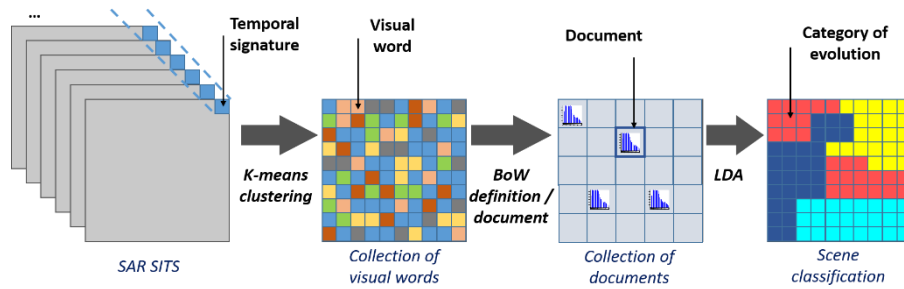 ...
Temporal
signature
Visual
word
Document
Category of
evolution
K-means
clustering
BoW
definition /
document
LDA
SAR SITS
Collection of
visual words
Collection of
documents
Scene
classification